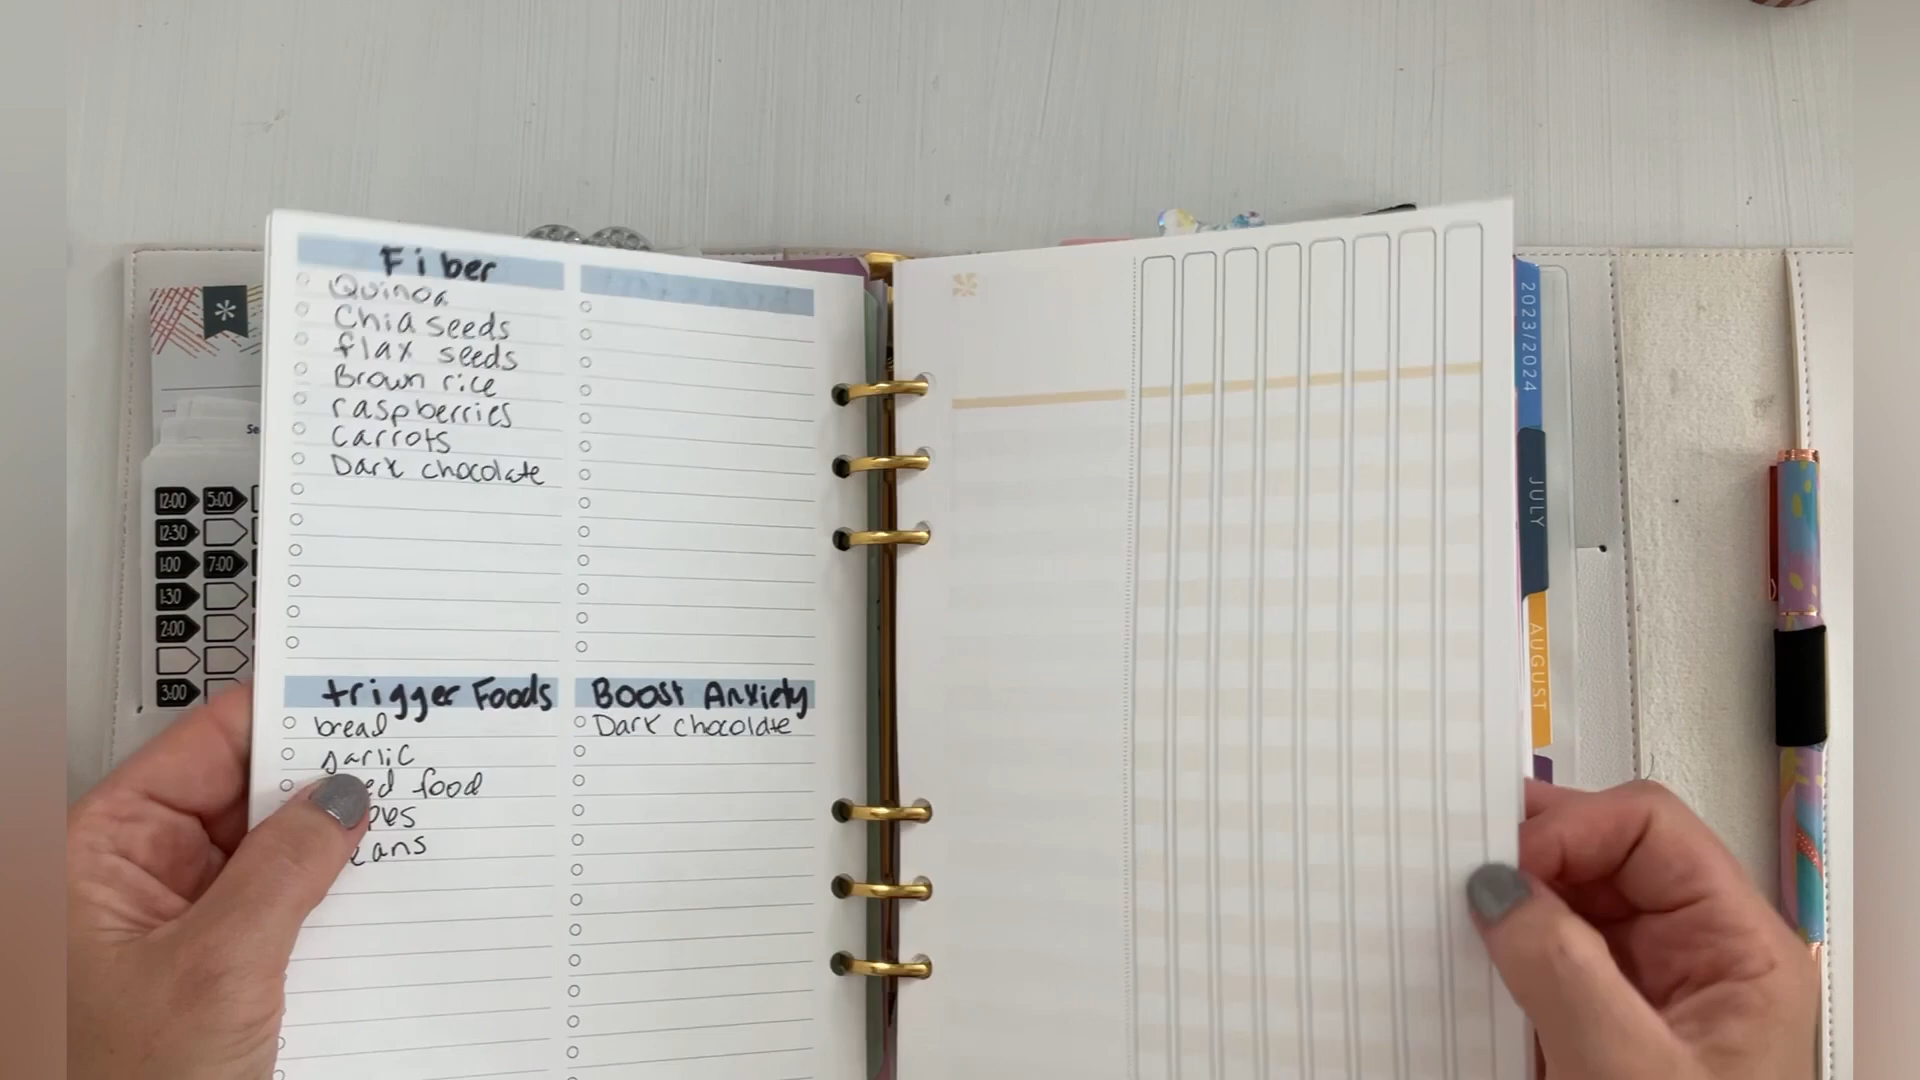 Fiber
Quinoa
Chia seeds
flax seeds
Brown rice
raspberries
carrots
Dark chocolate
trigger Foods
bread
garlic
food
Boost Anxiety
Dark chocolate
2023/2024
JULY
AUGUST
12:00 5:00
12:30
1:00 7:00
1:30
2:00
3:00
Se